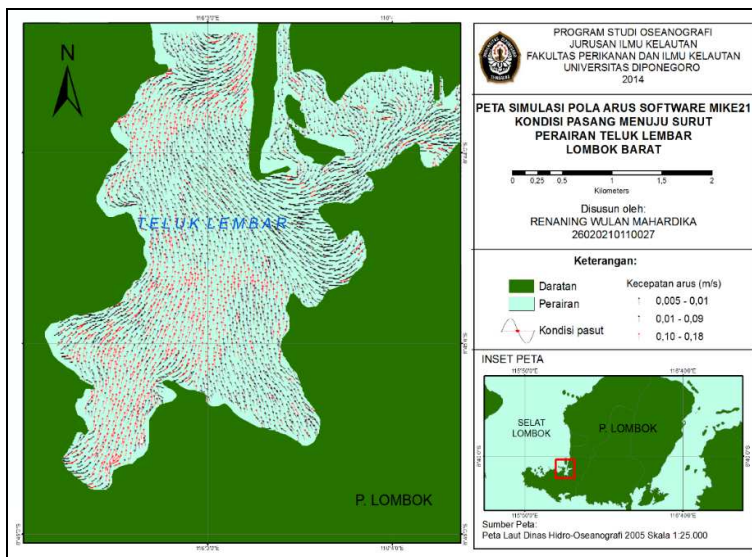 N
TELUK LEMBAR
P. LOMBOK
PROGRAM STUDI OSEANOGRAFI
JURUSAN ILMU KELAUTAN
FAKULTAS PERIKANAN DAN ILMU KELAUTAN
UNIVERSITAS DIPONEGORO
2014
PETA SIMULASI POLA ARUS SOFTWARE MIKE21
KONDISI PASANG MENUJU SURUT
PERAIRAN TELUK LEMBAR
LOMBOK BARAT
0 0,25 0,5 1 1,5 2
Kilometers
Disusun oleh:
RENANING WULAN MAHARDIKA
26020210110027
Keterangan:
Daratan
Perairan
Kondisi pasut
Kecepatan arus (m/s)
0,005 - 0,01
0,01 - 0,09
0,10 - 0,18
INSET PETA
SELAT
LOMBOK
P. LOMBOK
Sumber Peta:
Peta Laut Dinas Hidro-Oseanografi 2005 Skala 1:25.000